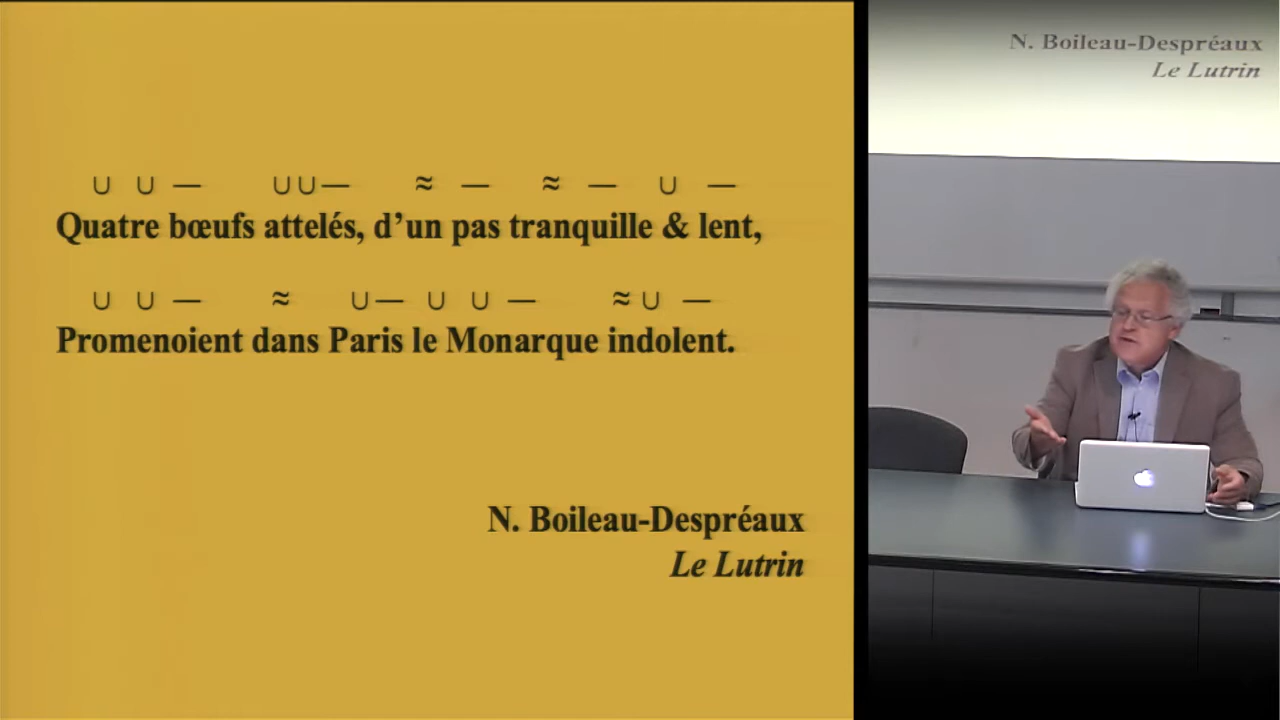 ∪ ∪ — ∪∪— ≈ — ≈ — ∪ —
Quatre bœufs attelés, d’un pas tranquille & lent,
∪ ∪ — ≈ ∪— ∪ ∪ — ≈∪ —
Promenoient dans Paris le Monarque indolent.
N. Boileau-Despréaux
Le Lutrin
N. Boileau-Despréaux
Le Lutrin